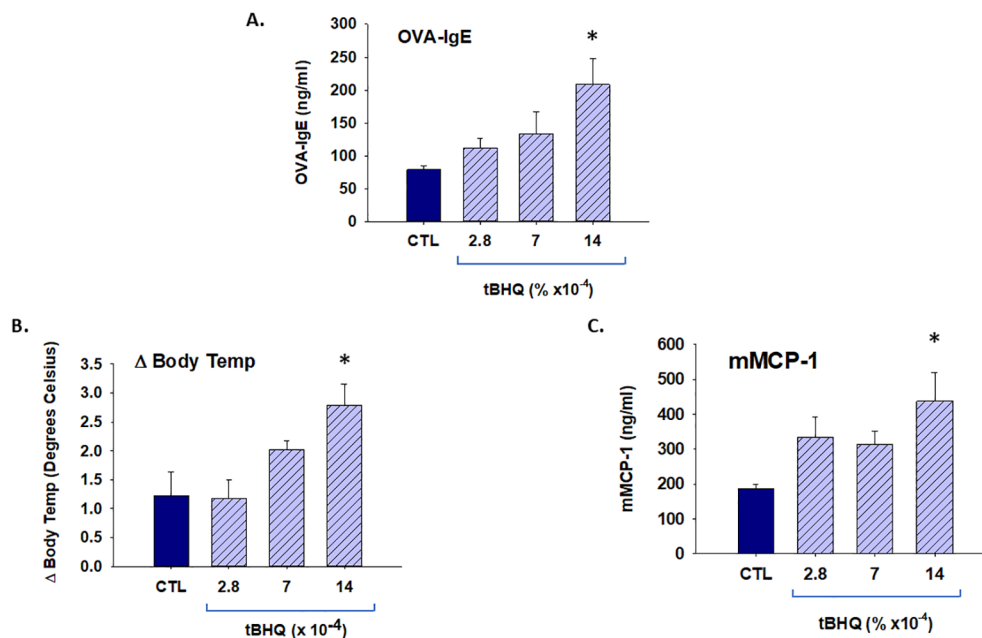 A.
OVA-IgE
*
OVA-IgE (ng/ml)
300
250
200
150
100
50
0
CTL 2.8 7 14
tBHQ (% x10⁻⁴)
B.
Δ Body Temp
*
Δ Body Temp (Degrees Celsius)
3.5
3.0
2.5
2.0
1.5
1.0
0.5
0.0
CTL 2.8 7 14
tBHQ (x 10⁻⁴)
C.
mMCP-1
*
mMCP-1 (ng/ml)
600
500
400
300
200
100
0
CTL 2.8 7 14
tBHQ (% x10⁻⁴)